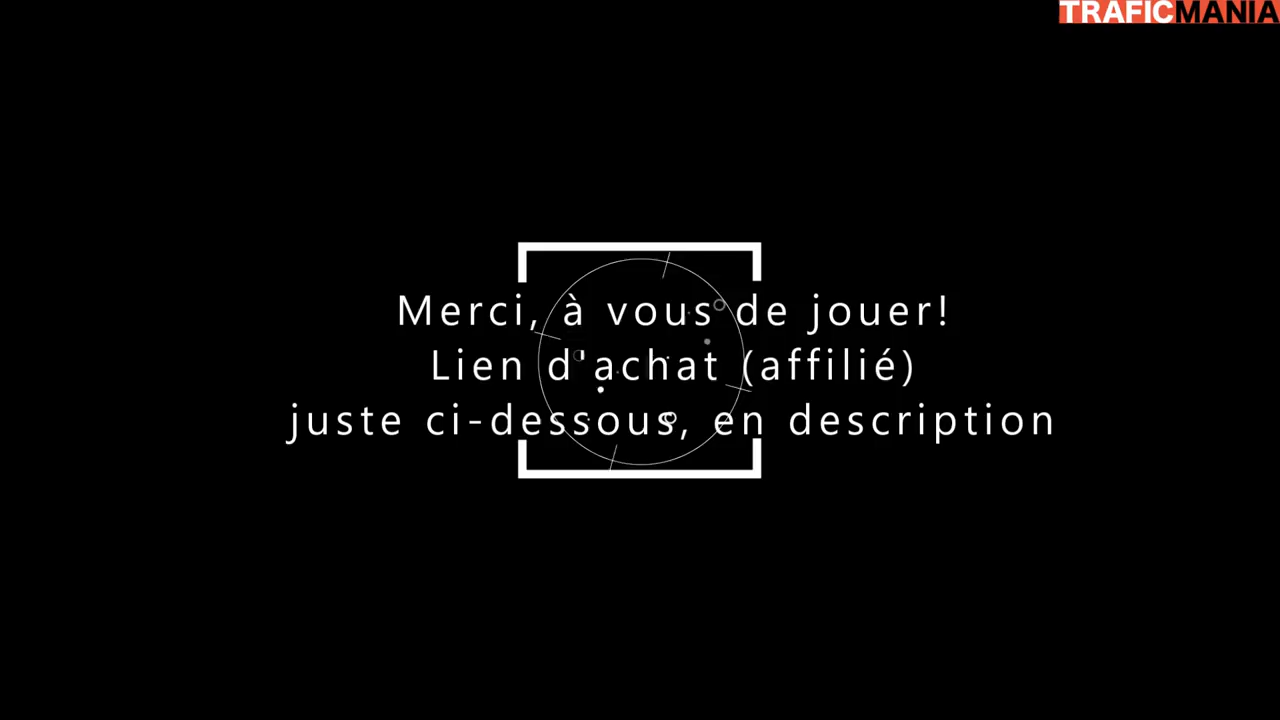 TRAFICMANIA
Merci, à vous de jouer!
Lien d'achat (affilié)
juste ci-dessous, en description